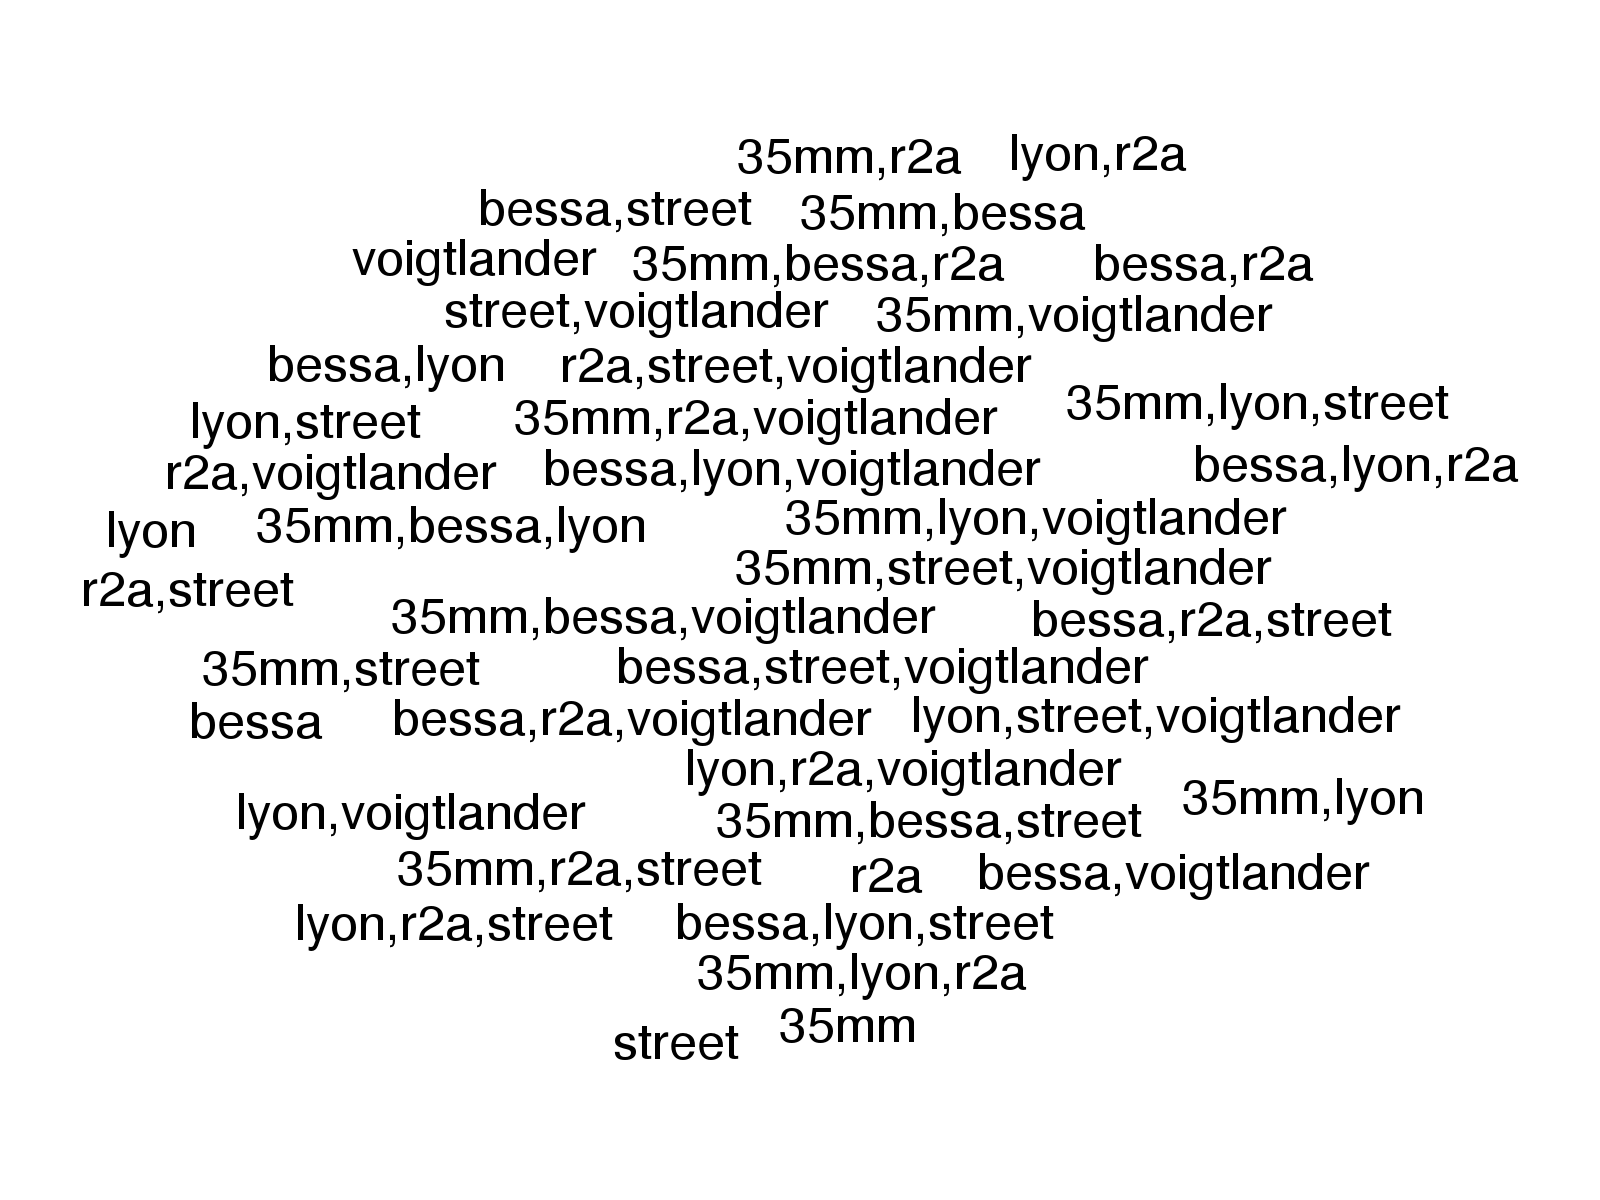 35mm,r2a lyon,r2a
bessa,street 35mm,bessa
voigtlander 35mm,bessa,r2a bessa,r2a
street,voigtlander 35mm,voigtlander
bessa,lyon r2a,street,voigtlander
35mm,lyon,street
lyon,street 35mm,r2a,voigtlander
r2a,voigtlander bessa,lyon,voigtlander bessa,lyon,r2a
lyon 35mm,bessa,lyon 35mm,lyon,voigtlander
35mm,street,voigtlander
r2a,street
35mm,bessa,voigtlander bessa,r2a,street
35mm,street bessa,street,voigtlander
bessa bessa,r2a,voigtlander lyon,street,voigtlander
lyon,r2a,voigtlander
35mm,lyon
lyon,voigtlander 35mm,bessa,street
35mm,r2a,street r2a bessa,voigtlander
lyon,r2a,street bessa,lyon,street
35mm,lyon,r2a
street 35mm